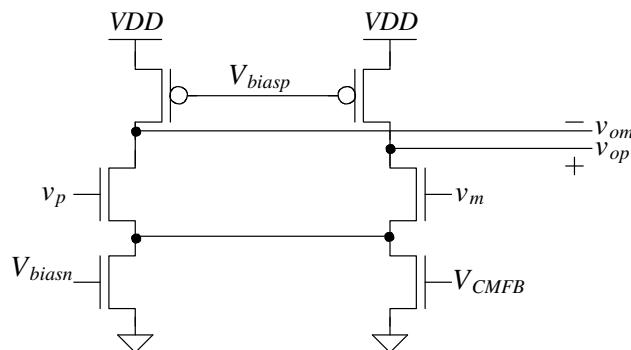 VDD VDD
V_biasp
− v_om
v_op
+
v_p v_m
V_biasn V_CMFB